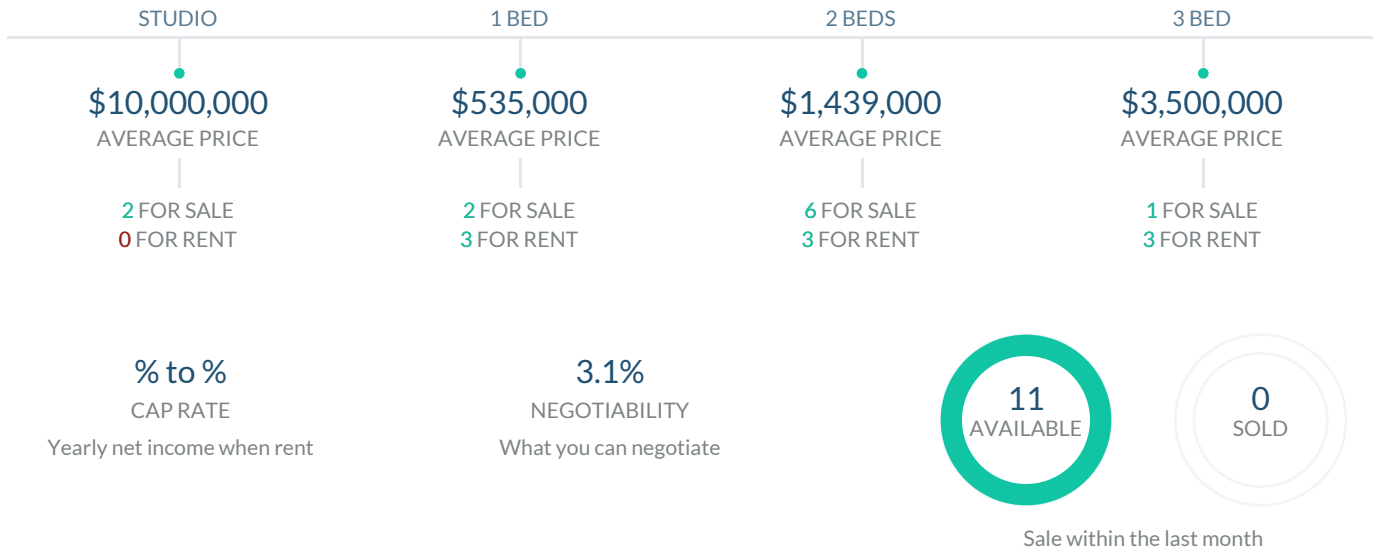 STUDIO
$10,000,000
AVERAGE PRICE
2 FOR SALE
0 FOR RENT
1 BED
$535,000
AVERAGE PRICE
2 FOR SALE
3 FOR RENT
2 BEDS
$1,439,000
AVERAGE PRICE
6 FOR SALE
3 FOR RENT
3 BED
$3,500,000
AVERAGE PRICE
1 FOR SALE
3 FOR RENT
% to %
CAP RATE
Yearly net income when rent
3.1%
NEGOTIABILITY
What you can negotiate
11
AVAILABLE
0
SOLD
Sale within the last month